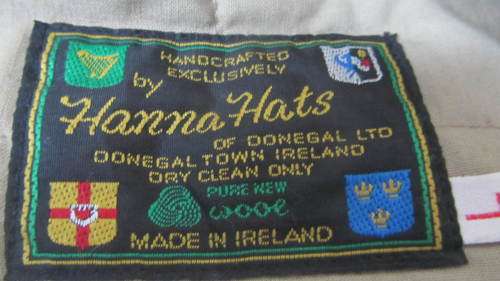 HANDCRAFTED
EXCLUSIVELY
by
Hanna Hats
OF DONEGAL LTD
DONEGAL TOWN IRELAND
DRY CLEAN ONLY
PURE NEW
WOOL
MADE IN IRELAND